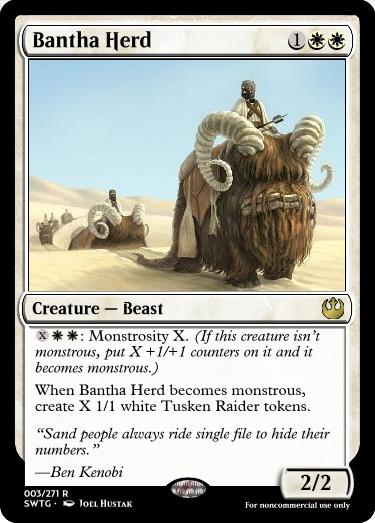 Bantha Herd 1
Creature — Beast
X: Monstrosity X. (If this creature isn't
monstrous, put X +1/+1 counters on it and it
becomes monstrous.)
When Bantha Herd becomes monstrous,
create X 1/1 white Tusken Raider tokens.
“Sand people always ride single file to hide their
numbers.”
—Ben Kenobi
2/2
003/271 R
SWTG · Joel Hustak
For noncommercial use only